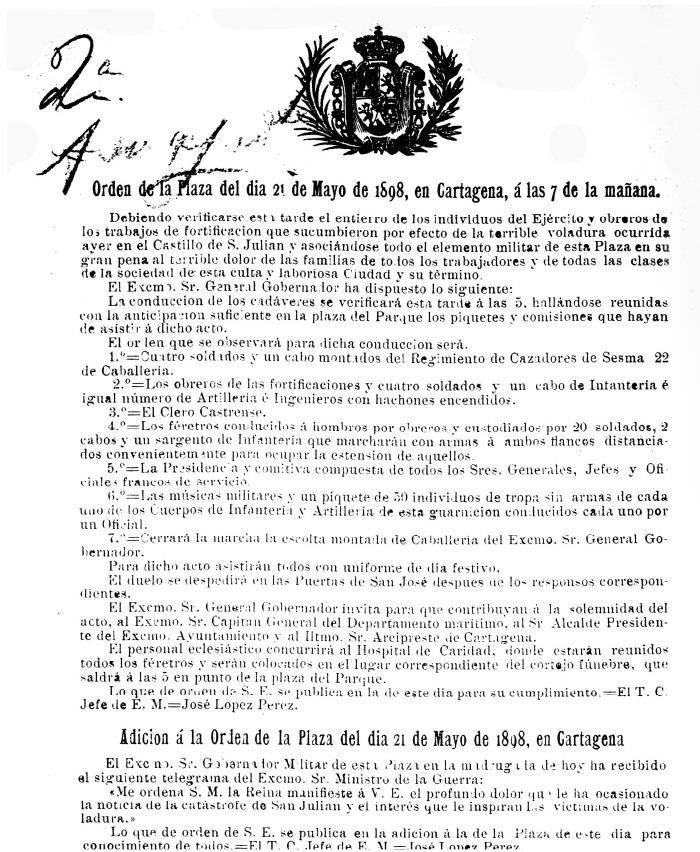 2ª
Orden de la Plaza del dia 21 de Mayo de 1898, en Cartagena, á las 7 de la mañana.
Debiendo verificarse esta tarde el entierro de los individuos del Ejército y obreros de
los trabajos de fortificacion que sucumbieron por efecto de la terrible voladura ocurrida
ayer en el Castillo de S. Julian y asociándose todo el elemento militar de esta Plaza en su
gran pena al terrible dolor de las familias de todos los trabajadores y de todas las clases
de la sociedad de esta culta y laboriosa Ciudad y su término.
El Excmo. Sr. General Gobernador ha dispuesto lo siguiente:
La conduccion de los cadáveres se verificará esta tarde á las 5, hallándose reunidas
con la anticipacion suficiente en la plaza del Parque los piquetes y comisiones que hayan
de asistir á dicho acto.
El orden que se observará para dicha conduccion será.
1.º=Cuatro soldados y un cabo montados del Regimiento de Cazadores de Sesma 22
de Caballería.
2.º=Los obreros de las fortificaciones y cuatro soldados y un cabo de Infantería é
igual número de Artillería é Ingenieros con hachones encendidos.
3.º=El Clero Castrense.
4.º=Los féretros conducidos á hombros por obreros y custodiados por 20 soldados, 2
cabos y un sargento de Infantería que marcharán con armas á ambos flancos distancia-
dos convenientemente para ocupar la extension de aquellos.
5.º=La Presidencia y comitiva compuesta de todos los Sres. Generales, Jefes y Ofi-
ciales francos de servicio.
6.º=Las músicas militares y un piquete de 50 individuos de tropa sin armas de cada
uno de los Cuerpos de Infantería y Artillería de esta guarnicion conducidos cada uno por
un Oficial.
7.º=Cerrará la marcha la escolta montada de Caballeria del Excmo. Sr. General Go-
bernador.
Para dicho acto asistirán todos con uniforme de dia festivo.
El duelo se despedirá en las Puertas de San José despues de los responsos correspon-
dientes.
El Excmo. Sr. General Gobernador invita para que contribuyan á la solemnidad del
acto, al Excmo. Sr. Capitan General del Departamento marítimo, al Sr Alcalde Presiden-
te del Excmo. Ayuntamiento y al Iltmo. Sr. Arcipreste de Cartagena.
El personal eclesiástico concurrirá al Hospital de Caridad, donde estarán reunidos
todos los féretros y serán colocados en el lugar correspondiente del cortejo fúnebre, que
saldrá á las 5 en punto de la plaza del Parque.
Lo que de orden de S. E. se publica en la de este dia para su cumplimiento.=El T. C.
Jefe de E. M.=José Lopez Perez.
Adicion á la Orden de la Plaza del dia 21 de Mayo de 1898, en Cartagena
El Excmo. Sr. Gobernador Militar de esta Plaza en la madrugada de hoy ha recibido
el siguiente telegrama del Excmo. Sr. Ministro de la Guerra:
«Me ordena S. M. la Reina manifieste á V. E. el profundo dolor que le ha ocasionado
la noticia de la catástrofe de San Julian y el interés que le inspiran las victimas de la vo-
ladura.»
Lo que de orden de S. E. se publica en la adicion á la de la Plaza de este dia para
conocimiento de todos.=El T. C. Jefe de E. M.=José Lopez Perez